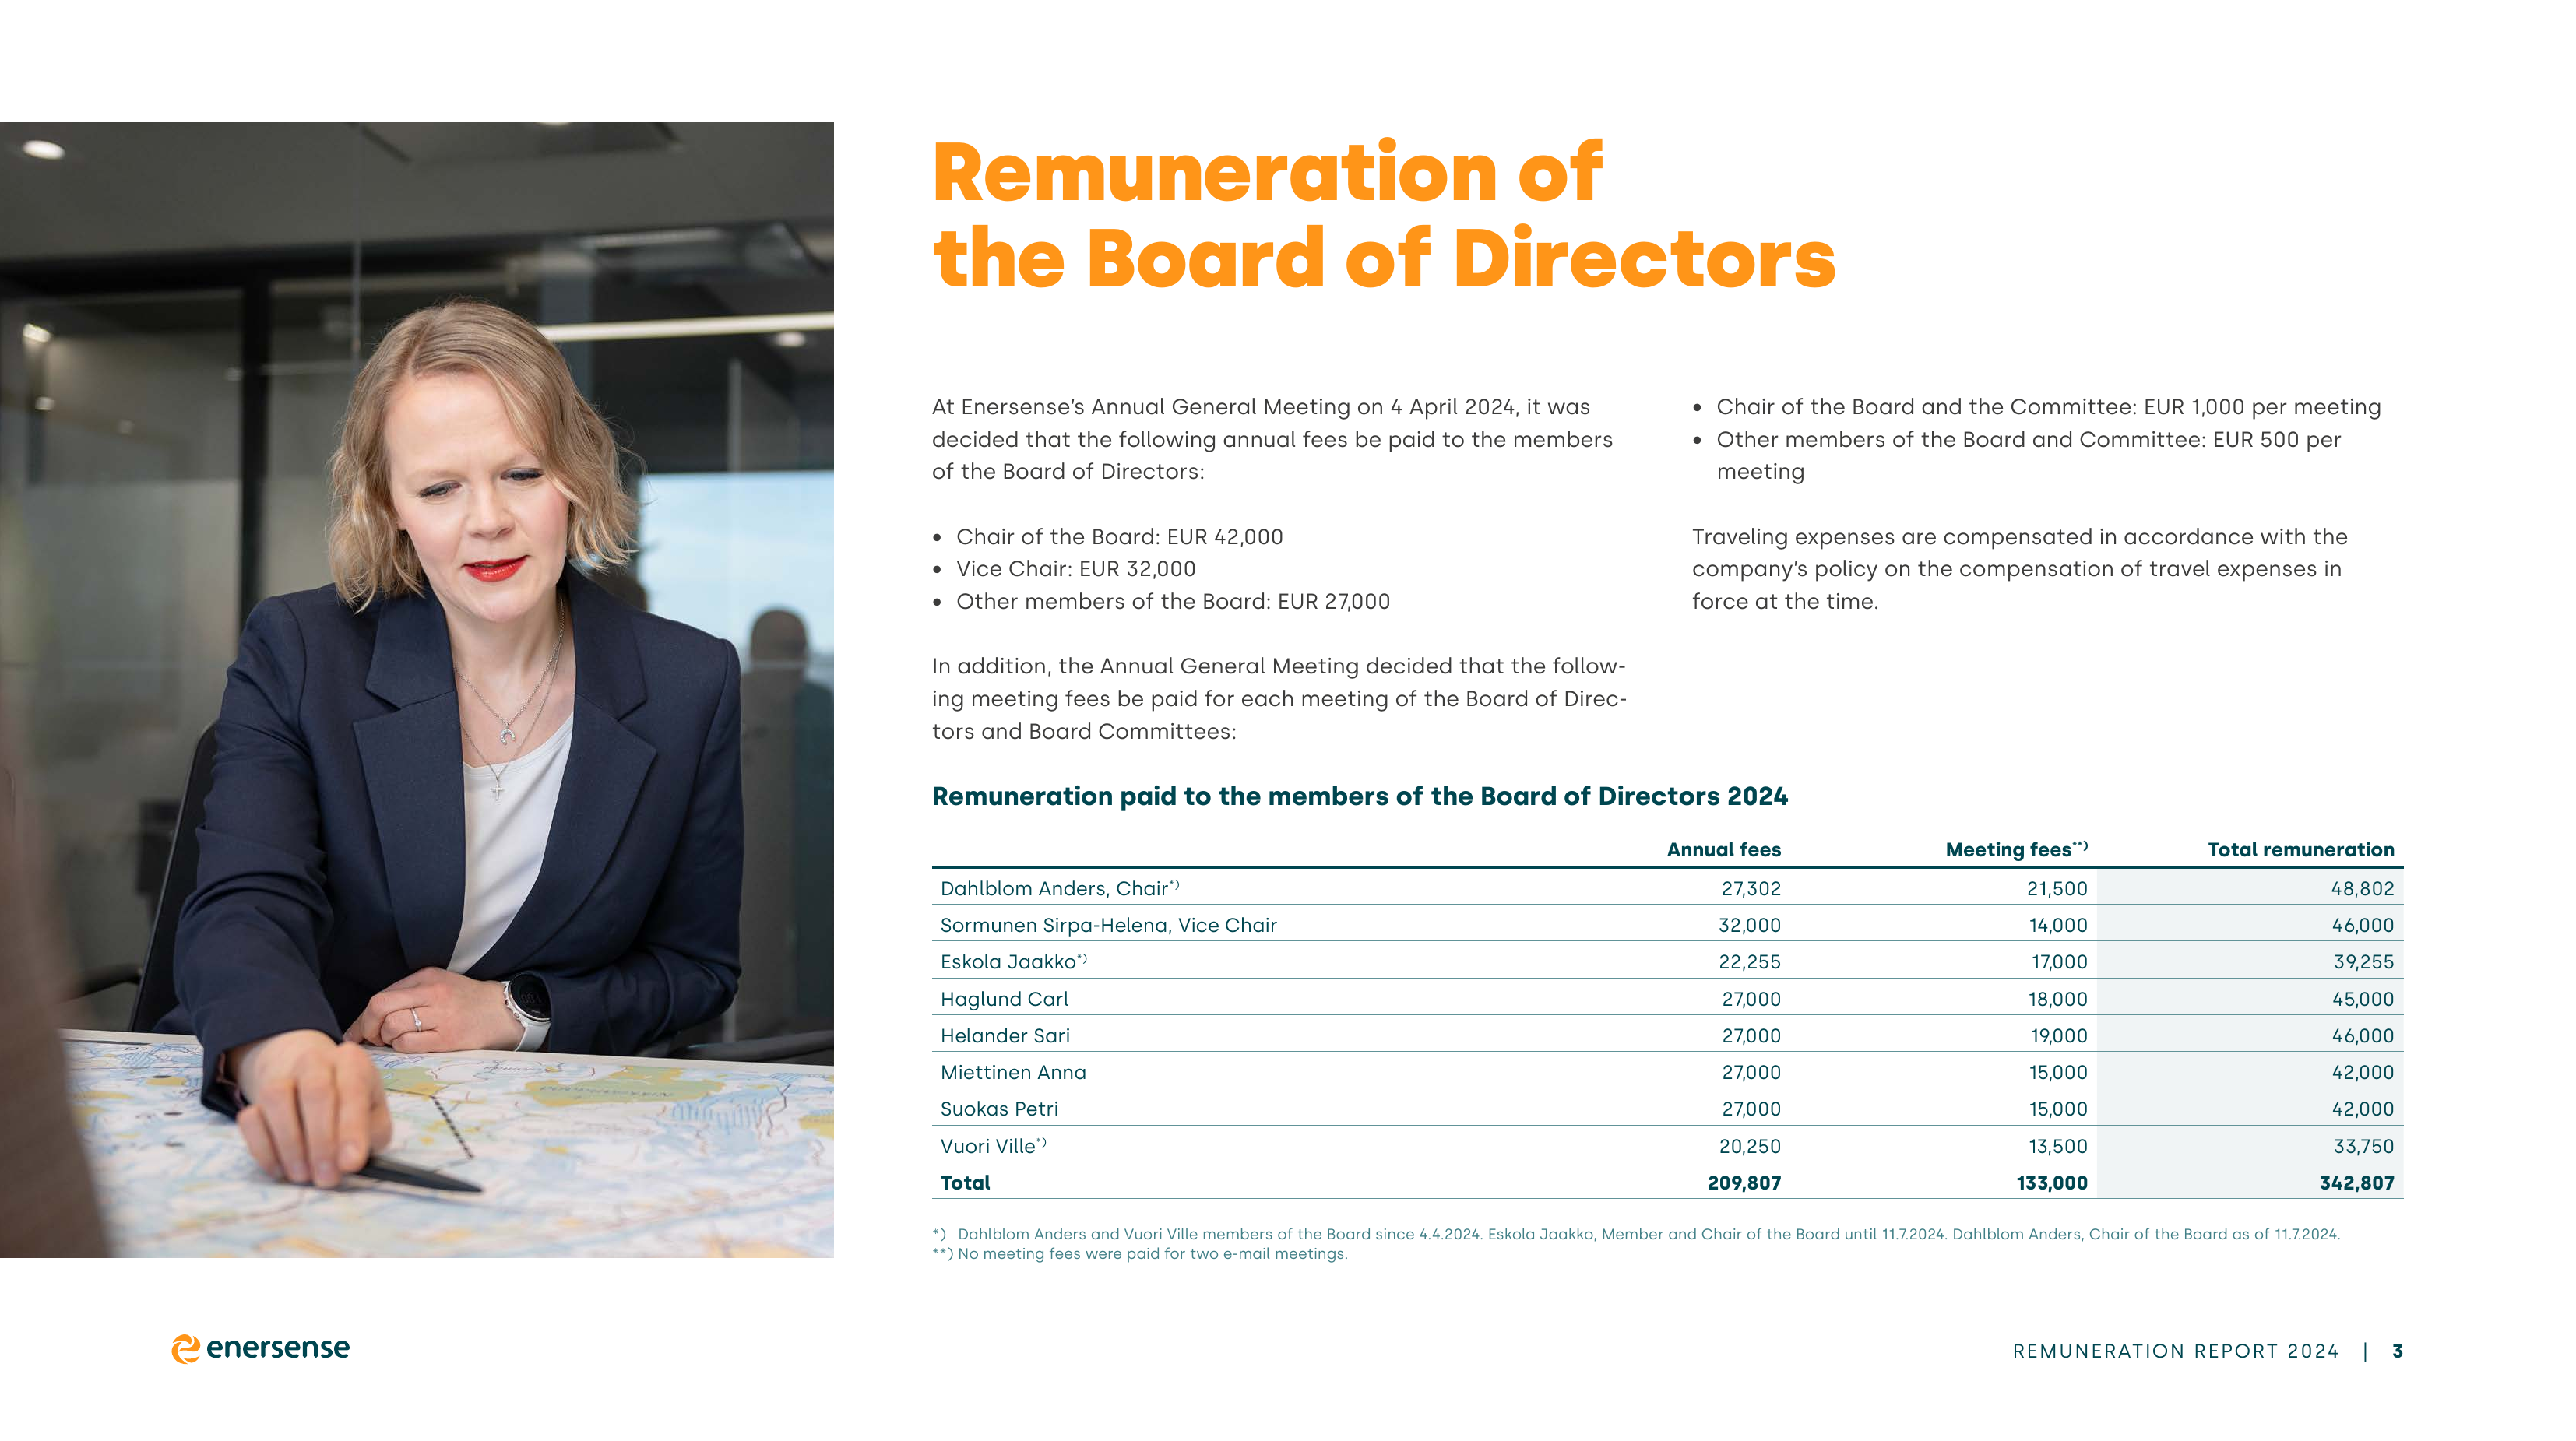 Remuneration of
the Board of Directors
At Enersense’s Annual General Meeting on 4 April 2024, it was
decided that the following annual fees be paid to the members
of the Board of Directors:
• Chair of the Board: EUR 42,000
• Vice Chair: EUR 32,000
• Other members of the Board: EUR 27,000
In addition, the Annual General Meeting decided that the follow-
ing meeting fees be paid for each meeting of the Board of Direc-
tors and Board Committees:
• Chair of the Board and the Committee: EUR 1,000 per meeting
• Other members of the Board and Committee: EUR 500 per
meeting
Traveling expenses are compensated in accordance with the
company’s policy on the compensation of travel expenses in
force at the time.
Remuneration paid to the members of the Board of Directors 2024
Annual fees Meeting fees**) Total remuneration
Dahlblom Anders, Chair*) 27,302 21,500 48,802
Sormunen Sirpa-Helena, Vice Chair 32,000 14,000 46,000
Eskola Jaakko*) 22,255 17,000 39,255
Haglund Carl 27,000 18,000 45,000
Helander Sari 27,000 19,000 46,000
Miettinen Anna 27,000 15,000 42,000
Suokas Petri 27,000 15,000 42,000
Vuori Ville*) 20,250 13,500 33,750
Total 209,807 133,000 342,807
*) Dahlblom Anders and Vuori Ville members of the Board since 4.4.2024. Eskola Jaakko, Member and Chair of the Board until 11.7.2024. Dahlblom Anders, Chair of the Board as of 11.7.2024.
**) No meeting fees were paid for two e-mail meetings.
enersense
REMUNERATION REPORT 2024 | 3